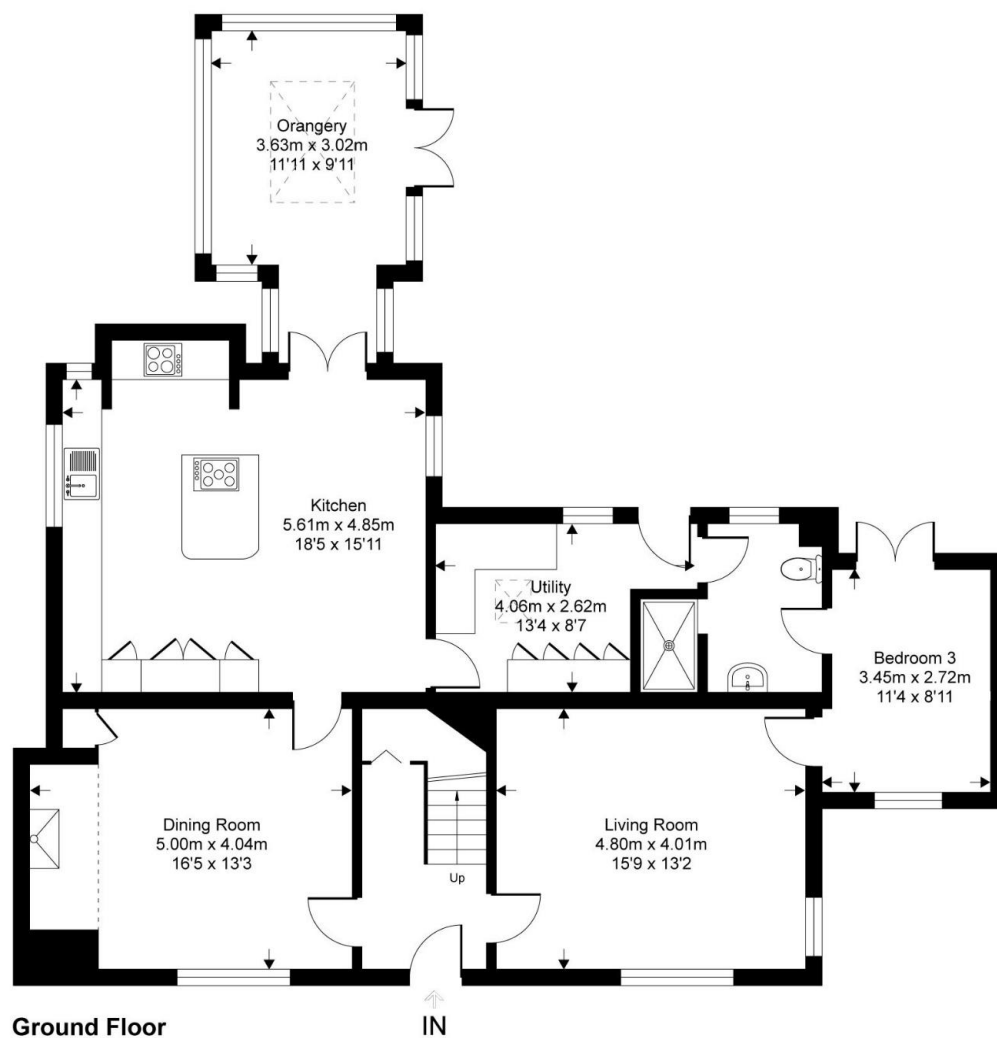 Orangery
3.63m x 3.02m
11'11 x 9'11
Kitchen
5.61m x 4.85m
18'5 x 15'11
Utility
4.06m x 2.62m
13'4 x 8'7
Bedroom 3
3.45m x 2.72m
11'4 x 8'11
Dining Room
5.00m x 4.04m
16'5 x 13'3
Living Room
4.80m x 4.01m
15'9 x 13'2
Up
Ground Floor
IN